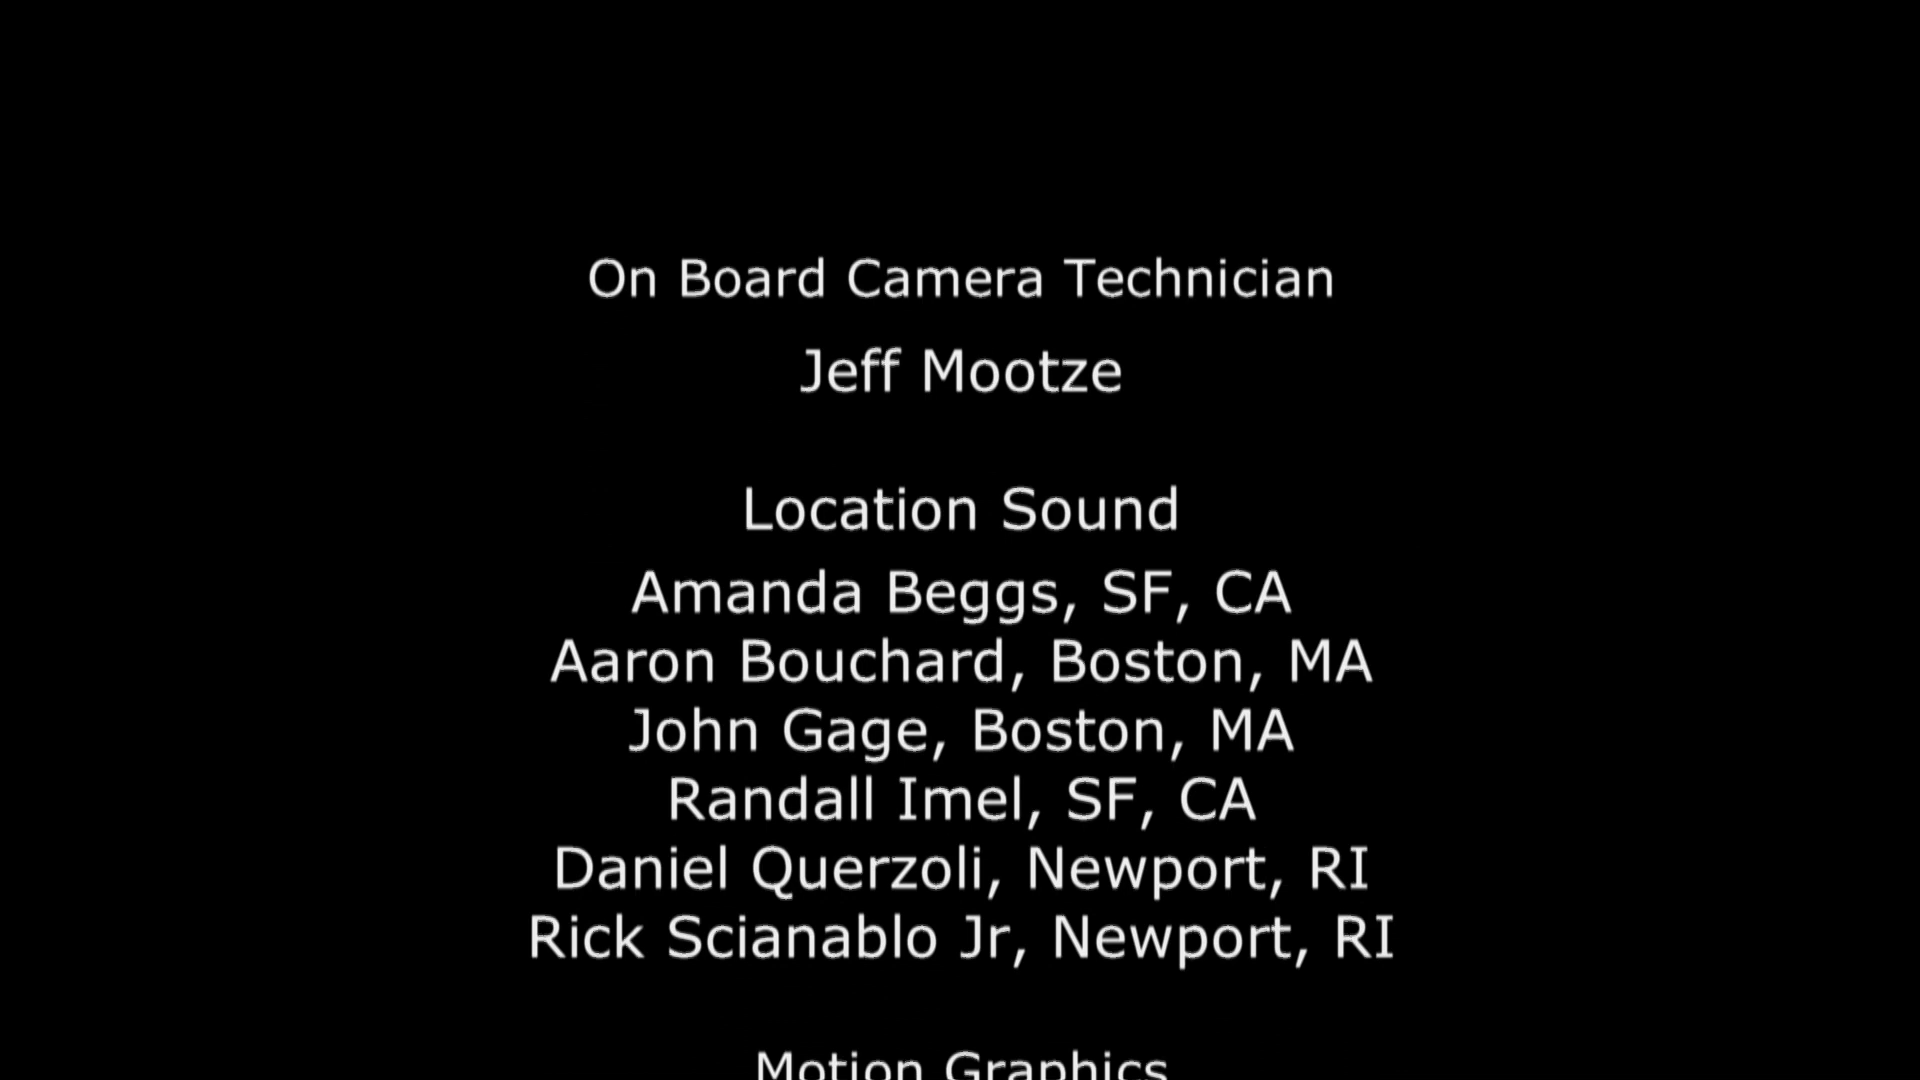 On Board Camera Technician
Jeff Mootze
Location Sound
Amanda Beggs, SF, CA
Aaron Bouchard, Boston, MA
John Gage, Boston, MA
Randall Imel, SF, CA
Daniel Querzoli, Newport, RI
Rick Scianablo Jr, Newport, RI
Motion Graphics